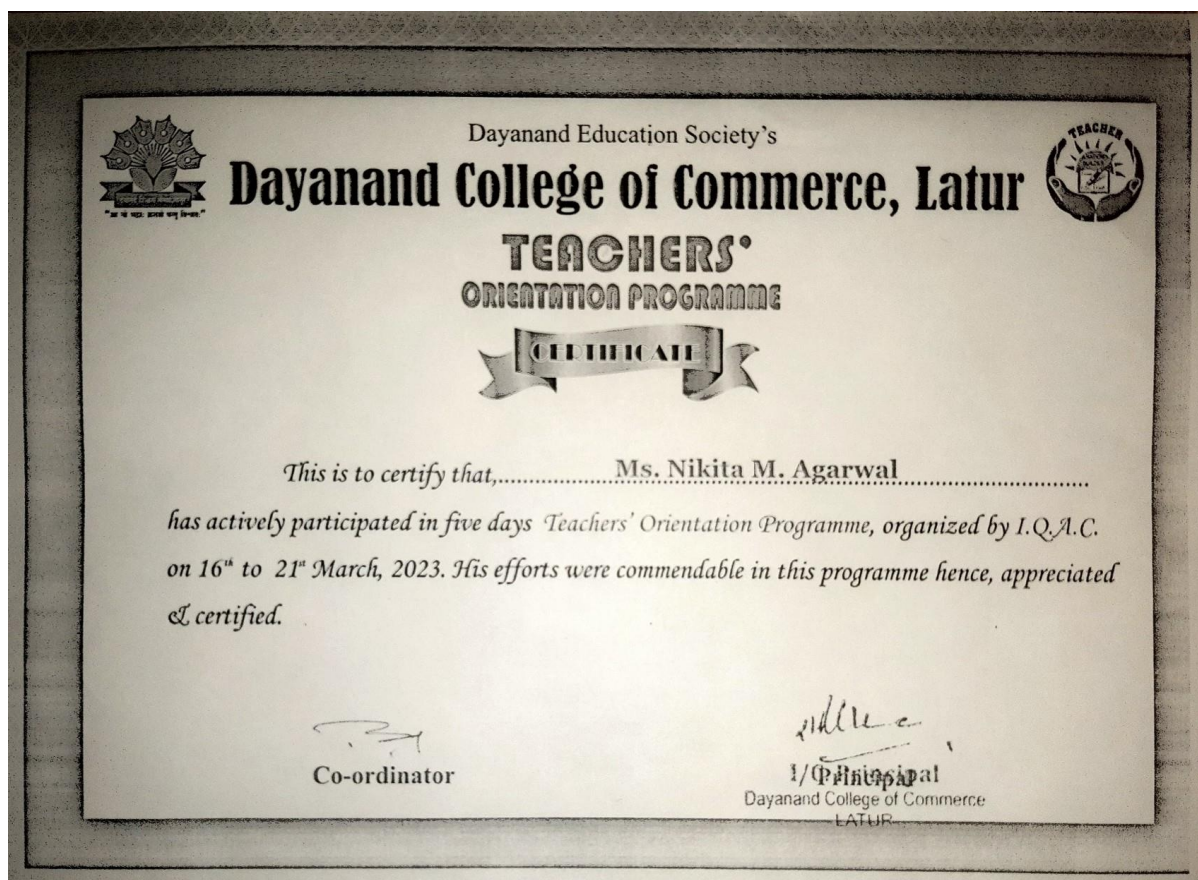 Dayanand Education Society's
Dayanand College of Commerce, Latur
TEACHER
TEACHERS'
ORIENTATION PROGRAMME
CERTIFICATE
This is to certify that,....................Ms. Nikita M. Agarwal....................
has actively participated in five days Teachers' Orientation Programme, organized by I.Q.A.C.
on 16th to 21st March, 2023. His efforts were commendable in this programme hence, appreciated
& certified.
Co-ordinator
I/C Principal
Principal
Dayanand College of Commerce
LATUR